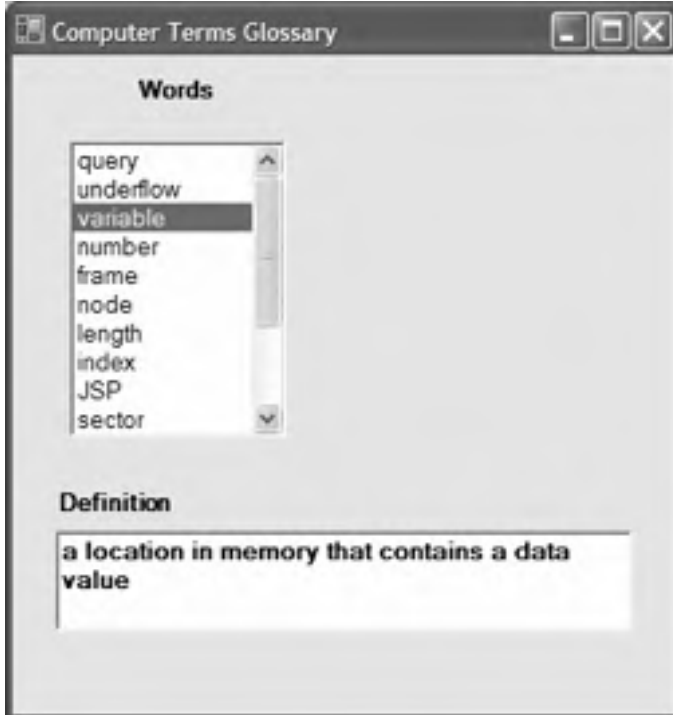 Computer Terms Glossary
Words
query
underflow
variable
number
frame
node
length
index
JSP
sector
Definition
a location in memory that contains a data
value